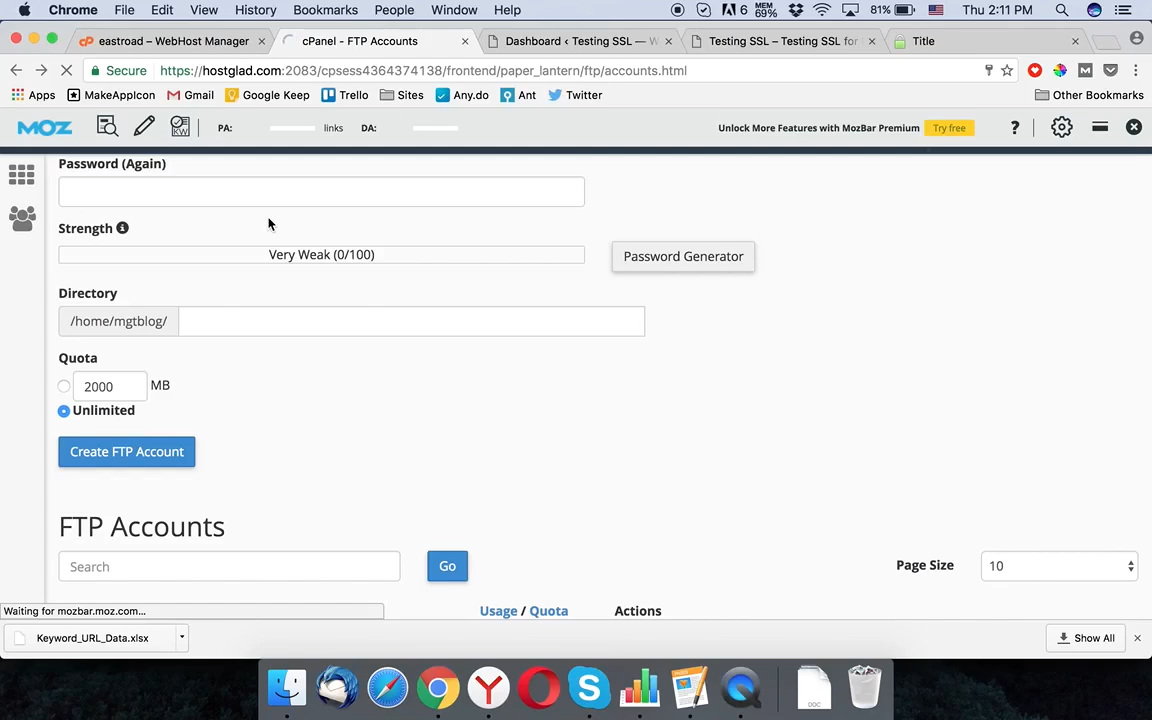 Chrome File Edit View History Bookmarks People Window Help 6 MEM 69% 81% Thu 2:11 PM
eastroad – WebHost Manager cPanel - FTP Accounts Dashboard ‹ Testing SSL — W Testing SSL – Testing SSL for Title
Secure https://hostglad.com:2083/cpsess4364374138/frontend/paper_lantern/ftp/accounts.html
Apps MakeAppIcon Gmail Google Keep Trello Sites Any.do Ant Twitter Other Bookmarks
MOZ KW PA: links DA: Unlock More Features with MozBar Premium Try free ?
Password (Again)
Strength
Very Weak (0/100) Password Generator
Directory
/home/mgtblog/
Quota
2000 MB
Unlimited
Create FTP Account
FTP Accounts
Search Go Page Size 10
Waiting for mozbar.moz.com...
Usage / Quota Actions
Keyword_URL_Data.xlsx Show All
DOC